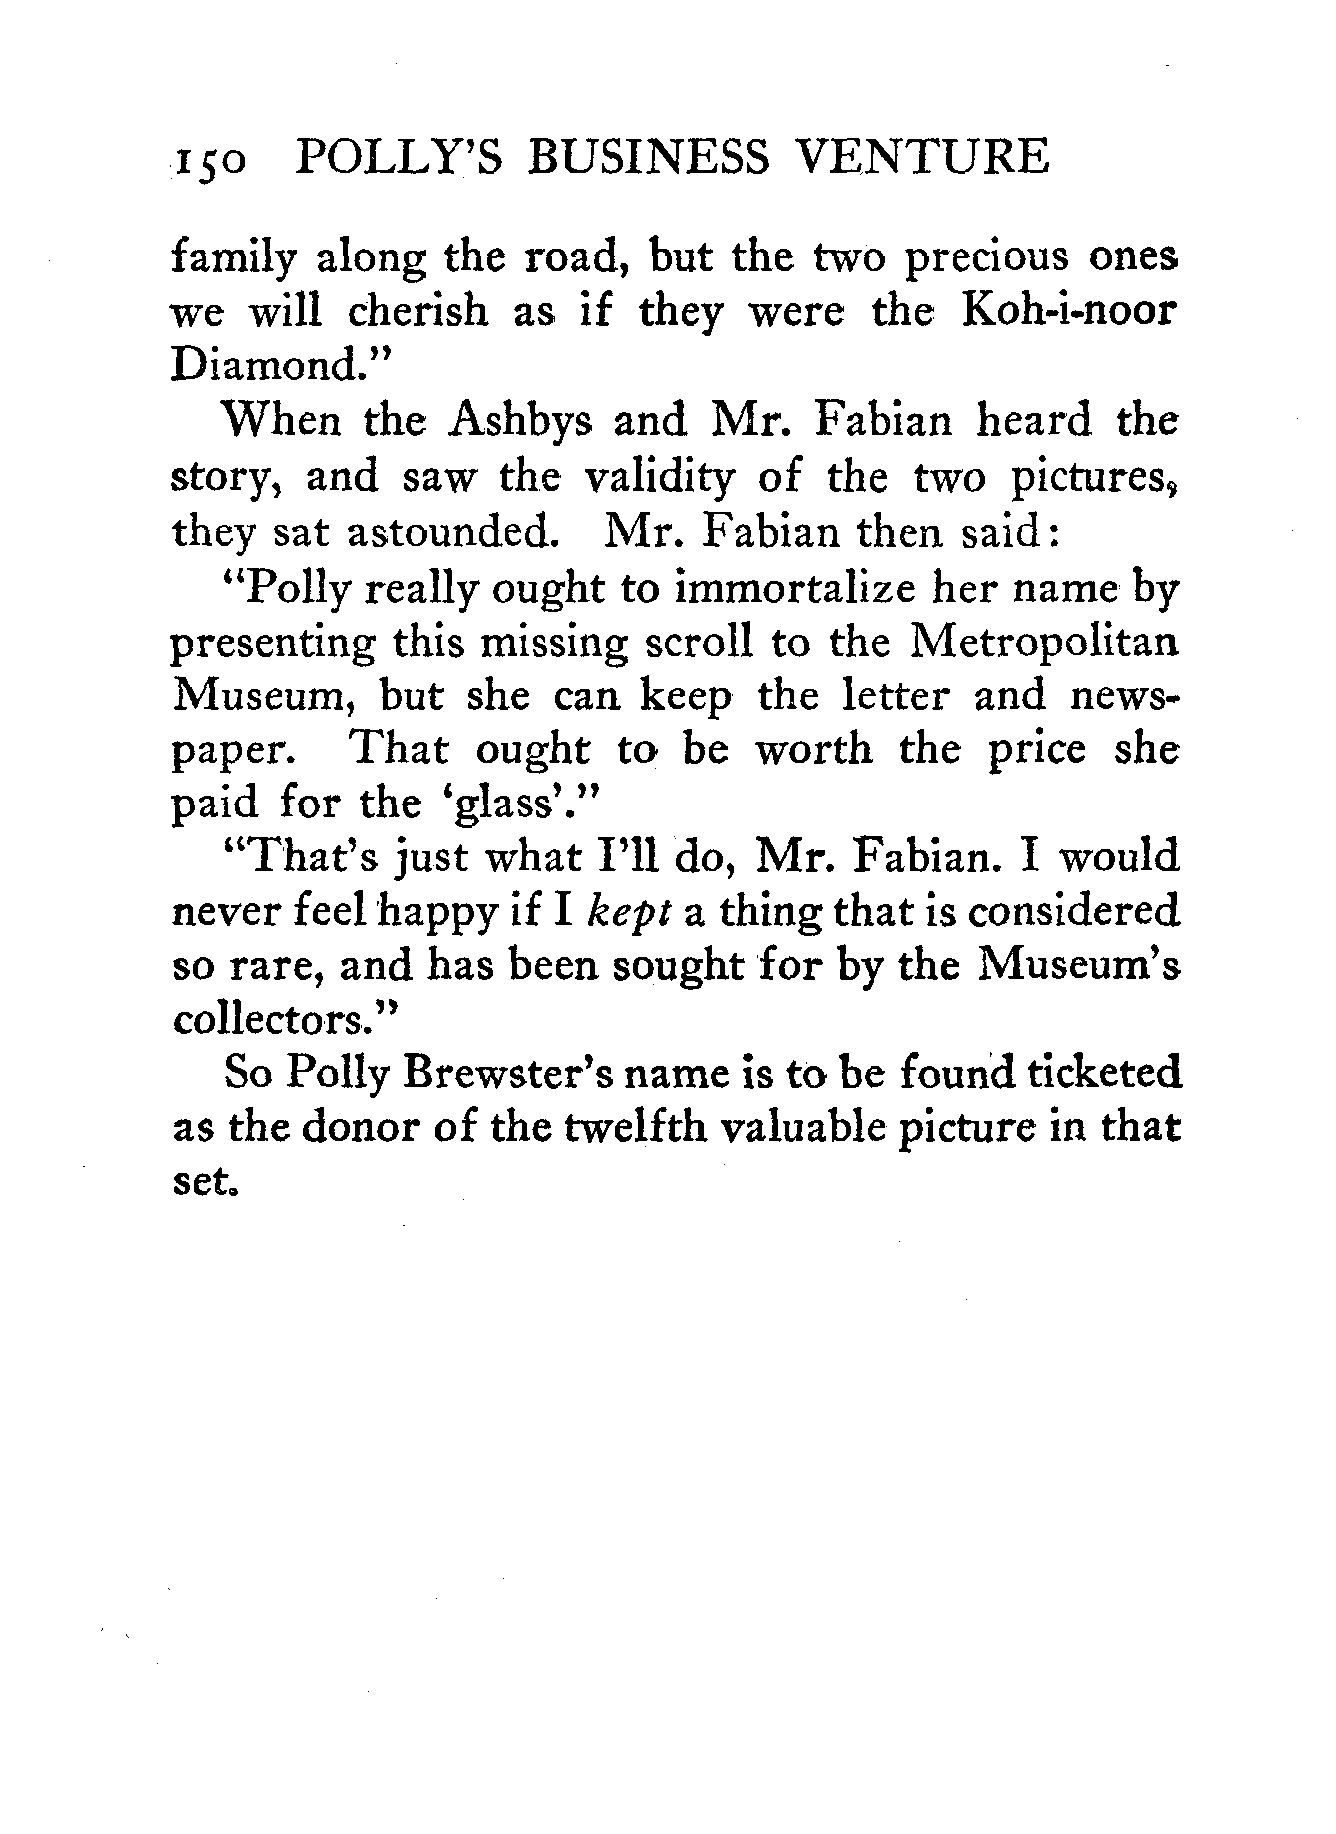 150 POLLY'S BUSINESS VENTURE
family along the road, but the two precious ones
we will cherish as if they were the Koh-i-noor
Diamond."
When the Ashbys and Mr. Fabian heard the
story, and saw the validity of the two pictures,
they sat astounded. Mr. Fabian then said:
"Polly really ought to immortalize her name by
presenting this missing scroll to the Metropolitan
Museum, but she can keep the letter and news-
paper. That ought to be worth the price she
paid for the 'glass'."
"That's just what I'll do, Mr. Fabian. I would
never feel happy if I kept a thing that is considered
so rare, and has been sought for by the Museum's
collectors."
So Polly Brewster's name is to be found ticketed
as the donor of the twelfth valuable picture in that
set.